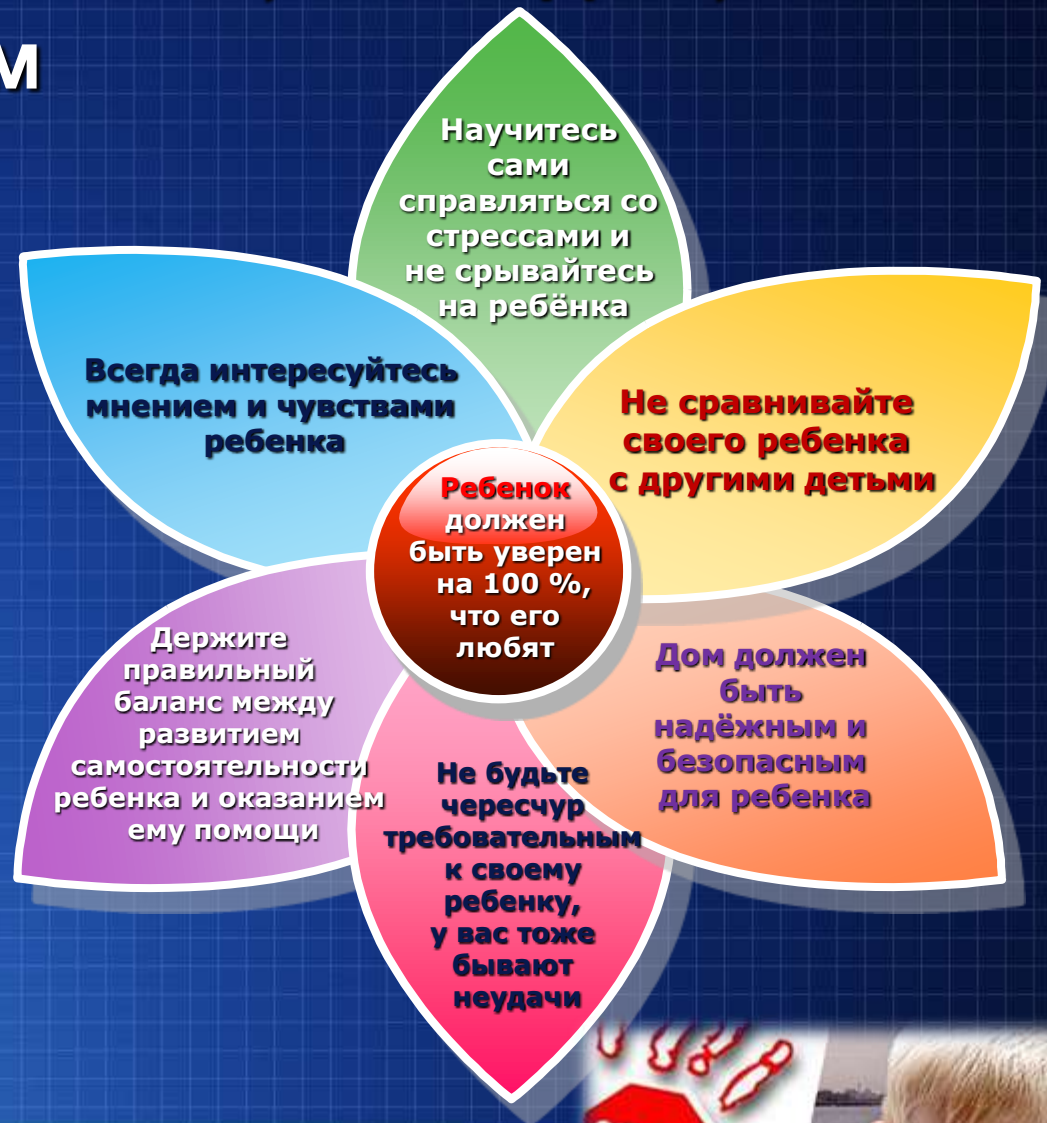 м
Научитесь
сами
справляться со
стрессами и
не срывайтесь
на ребёнка
Всегда интересуйтесь
мнением и чувствами
ребенка
Не сравнивайте
своего ребенка
с другими детьми
Ребенок
должен
быть уверен
на 100 %,
что его
любят
Держите
правильный
баланс между
развитием
самостоятельности
ребенка и оказанием
ему помощи
Дом должен
быть
надёжным и
безопасным
для ребенка
Не будьте
чересчур
требовательным
к своему
ребенку,
у вас тоже
бывают
неудачи